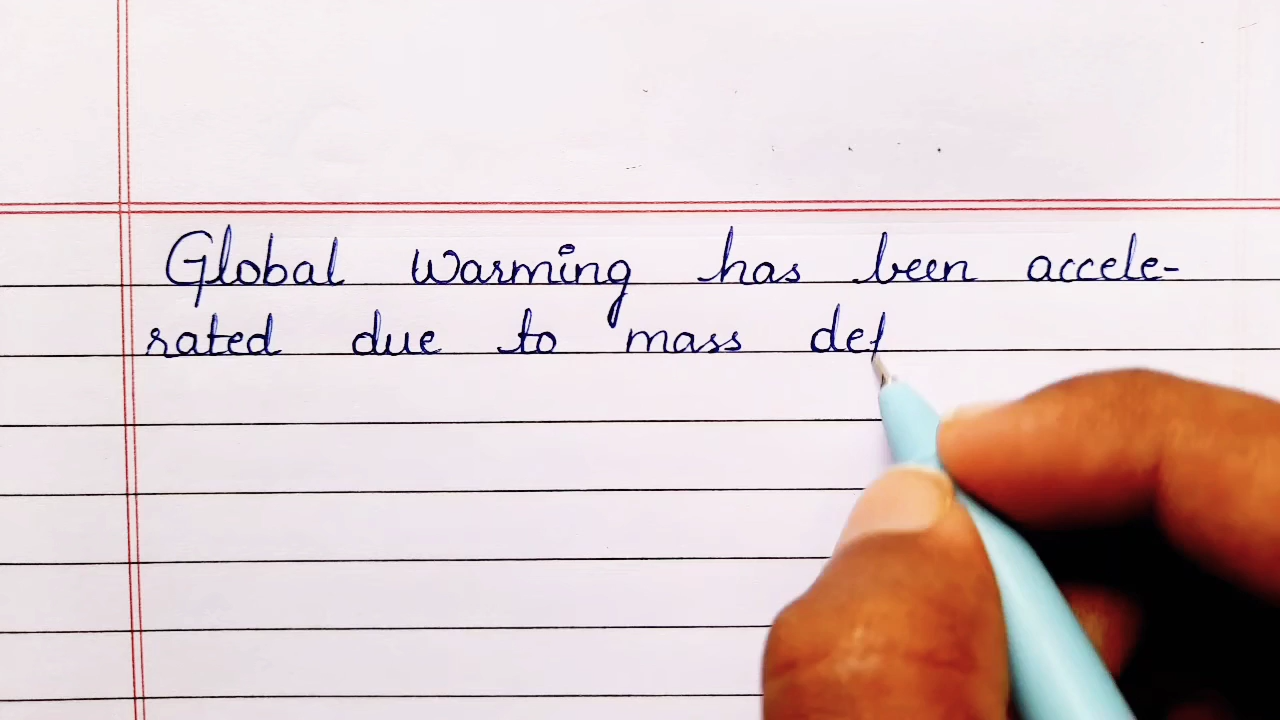 Global warming has been accele-
rated due to mass def